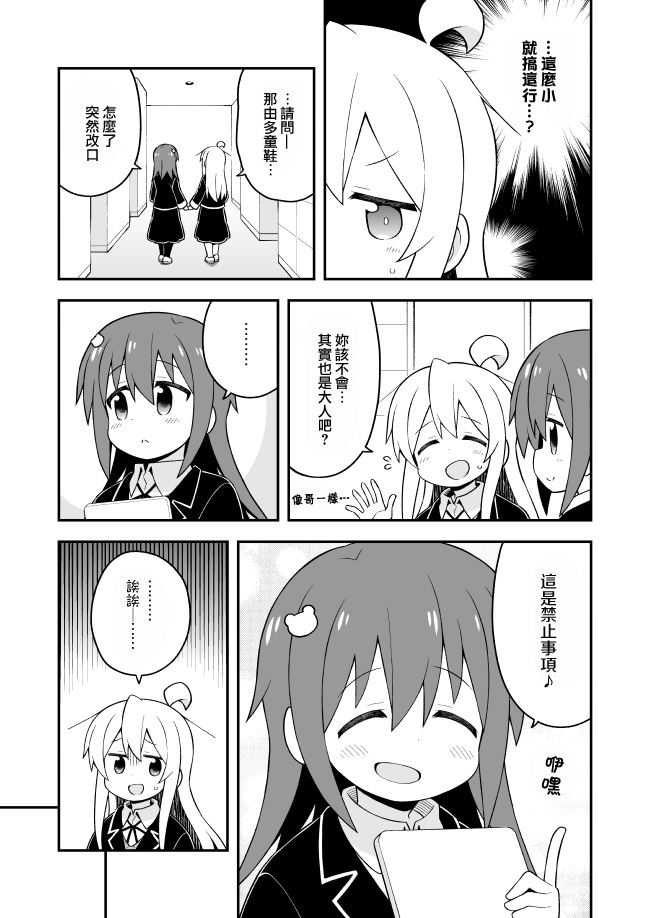 …這麼小
就搞這行…?
…請問—
那由多童鞋…
怎麼了
突然改口
妳該不會…
其實也是大人吧?
像哥一樣…
………
這是禁止事項♪
咿嘿
………
誒誒——……